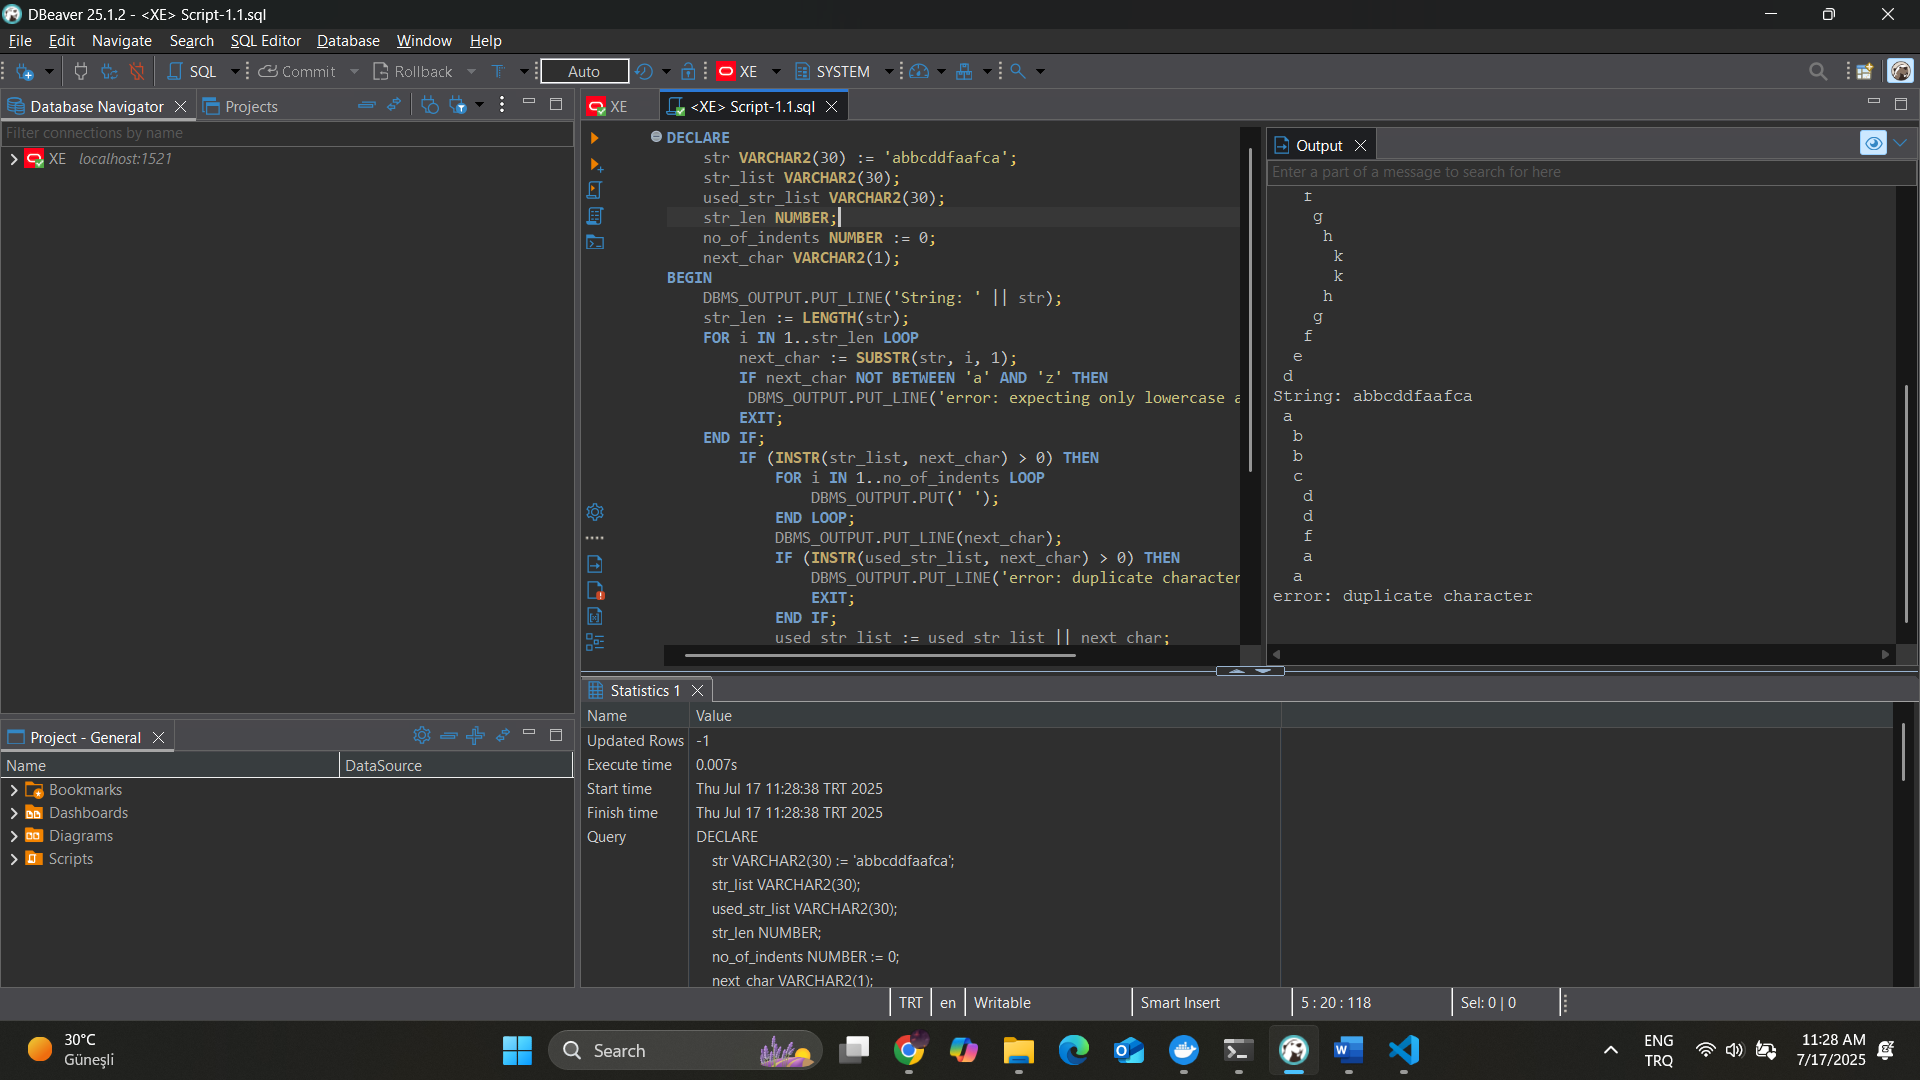 DBeaver 25.1.2 - <XE> Script-1.1.sql
File Edit Navigate Search SQL Editor Database Window Help
SQL Commit Rollback T Auto XE SYSTEM
Database Navigator Projects
Filter connections by name
XE localhost:1521
XE <XE> Script-1.1.sql
DECLARE
str VARCHAR2(30) := 'abbcddfaafca';
str_list VARCHAR2(30);
used_str_list VARCHAR2(30);
str_len NUMBER;
no_of_indents NUMBER := 0;
next_char VARCHAR2(1);
BEGIN
DBMS_OUTPUT.PUT_LINE('String: ' || str);
str_len := LENGTH(str);
FOR i IN 1..str_len LOOP
next_char := SUBSTR(str, i, 1);
IF next_char NOT BETWEEN 'a' AND 'z' THEN
DBMS_OUTPUT.PUT_LINE('error: expecting only lowercase a
EXIT;
END IF;
IF (INSTR(str_list, next_char) > 0) THEN
FOR i IN 1..no_of_indents LOOP
DBMS_OUTPUT.PUT(' ');
END LOOP;
DBMS_OUTPUT.PUT_LINE(next_char);
IF (INSTR(used_str_list, next_char) > 0) THEN
DBMS_OUTPUT.PUT_LINE('error: duplicate character
EXIT;
END IF;
used_str_list := used_str_list || next_char;
Output
Enter a part of a message to search for here
f
g
h
k
k
h
g
f
e
d
String: abbcddfaafca
a
b
b
c
d
d
f
a
a
error: duplicate character
Statistics 1
Name Value
Updated Rows -1
Execute time 0.007s
Start time Thu Jul 17 11:28:38 TRT 2025
Finish time Thu Jul 17 11:28:38 TRT 2025
Query DECLARE
str VARCHAR2(30) := 'abbcddfaafca';
str_list VARCHAR2(30);
used_str_list VARCHAR2(30);
str_len NUMBER;
no_of_indents NUMBER := 0;
next_char VARCHAR2(1);
Project - General
Name DataSource
Bookmarks
Dashboards
Diagrams
Scripts
TRT en Writable Smart Insert 5 : 20 : 118 Sel: 0 | 0
30°C
Güneşli
Search
ENG
TRQ
11:28 AM
7/17/2025